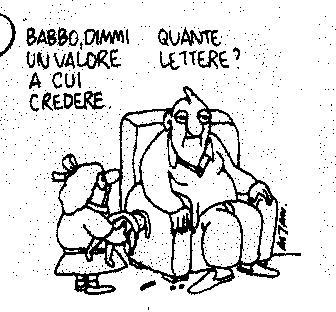 BABBO, DIMMI
UN VALORE
A CUI
CREDERE.
QUANTE
LETTERE?